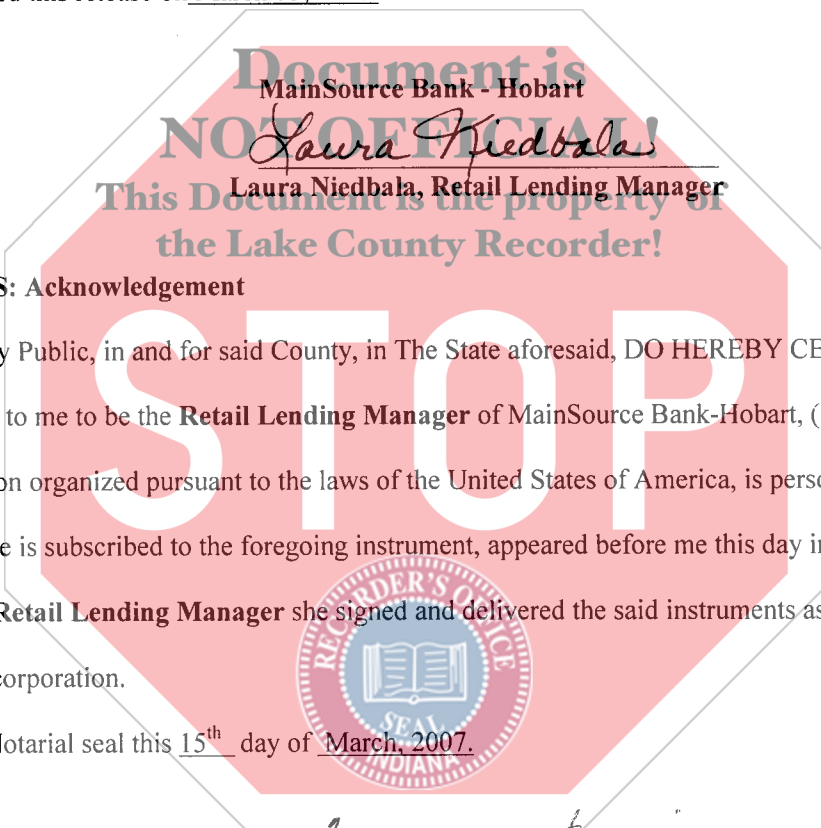 this release on
Document is
MainSource Bank - Hobart
NOT OFFICIAL!
Laura Niedbala
Laura Niedbala, Retail Lending Manager
This Document is the property of
the Lake County Recorder!
S: Acknowledgement
y Public, in and for said County, in The State aforesaid, DO HEREBY CE
to me to be the Retail Lending Manager of MainSource Bank-Hobart, (
on organized pursuant to the laws of the United States of America, is perso
e is subscribed to the foregoing instrument, appeared before me this day in
Retail Lending Manager she signed and delivered the said instruments as
corporation.
Notarial seal this 15th day of March, 2007.
STOP
RECORDER'S OFFICE
SEAL
INDIANA